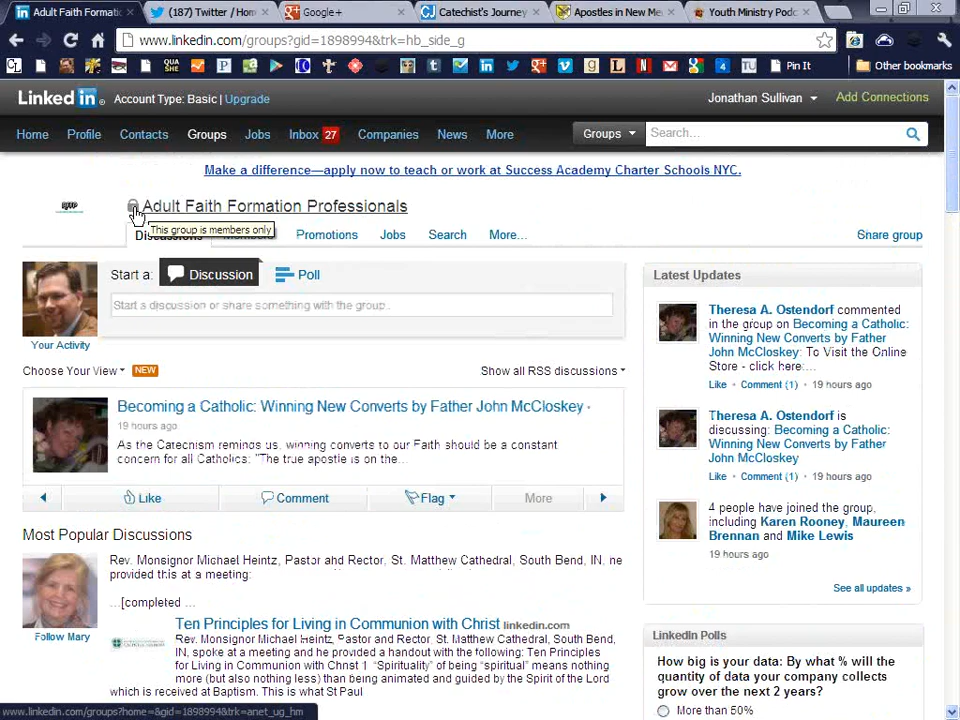 Adult Faith Formati
(187) Twitter / Hom
Google+
Catechist's Journey
Apostles in New Me
Youth Ministry Pod
www.linkedin.com/groups?gid=1898994&trk=hb_side_g
QUA
SHE
Pin It
Other bookmarks
Linked in
Account Type: Basic | Upgrade
Jonathan Sullivan
Add Connections
Home Profile Contacts Groups Jobs Inbox 27 Companies News More
Groups
Search...
Make a difference—apply now to teach or work at Success Academy Charter Schools NYC.
Adult Faith Formation Professionals
This group is members only
Discussions Members Promotions Jobs Search More...
Share group
Start a: Discussion Poll
Start a discussion or share something with the group.
Your Activity
Choose Your View NEW
Show all RSS discussions
Becoming a Catholic: Winning New Converts by Father John McCloskey
19 hours ago
As the Catechism reminds us, winning converts to our Faith should be a constant
concern for all Catholics: "The true apostle is on the...
Like Comment Flag More
Most Popular Discussions
Rev. Monsignor Michael Heintz, Pastor and Rector, St. Matthew Cathedral, South Bend, IN, he
provided this at a meeting:
...[completed ...
Follow Mary
Ten Principles for Living in Communion with Christ linkedin.com
Rev. Monsignor Michael Heintz, Pastor and Rector, St. Matthew Cathedral, South Bend,
IN, spoke at a meeting and he provided a handout with the following: Ten Principles
for Living in Communion with Christ 1 "Spirituality" of being "spiritual" means nothing
more (but also nothing less) than being animated and guided by the Spirit of the Lord
which is received at Baptism. This is what St Paul
Latest Updates
Theresa A. Ostendorf commented
in the group on Becoming a Catholic:
Winning New Converts by Father
John McCloskey: To Visit the Online
Store - click here:...
Like • Comment (1) • 19 hours ago
Theresa A. Ostendorf is
discussing: Becoming a Catholic:
Winning New Converts by Father
John McCloskey
Like • Comment (1) • 19 hours ago
4 people have joined the group,
including Karen Rooney, Maureen
Brennan and Mike Lewis
19 hours ago
See all updates »
LinkedIn Polls
How big is your data: By what % will the
quantity of data your company collects
grow over the next 2 years?
More than 50%
www.linkedin.com/groups?home=&gid=1898994&trk=anet_ug_hm